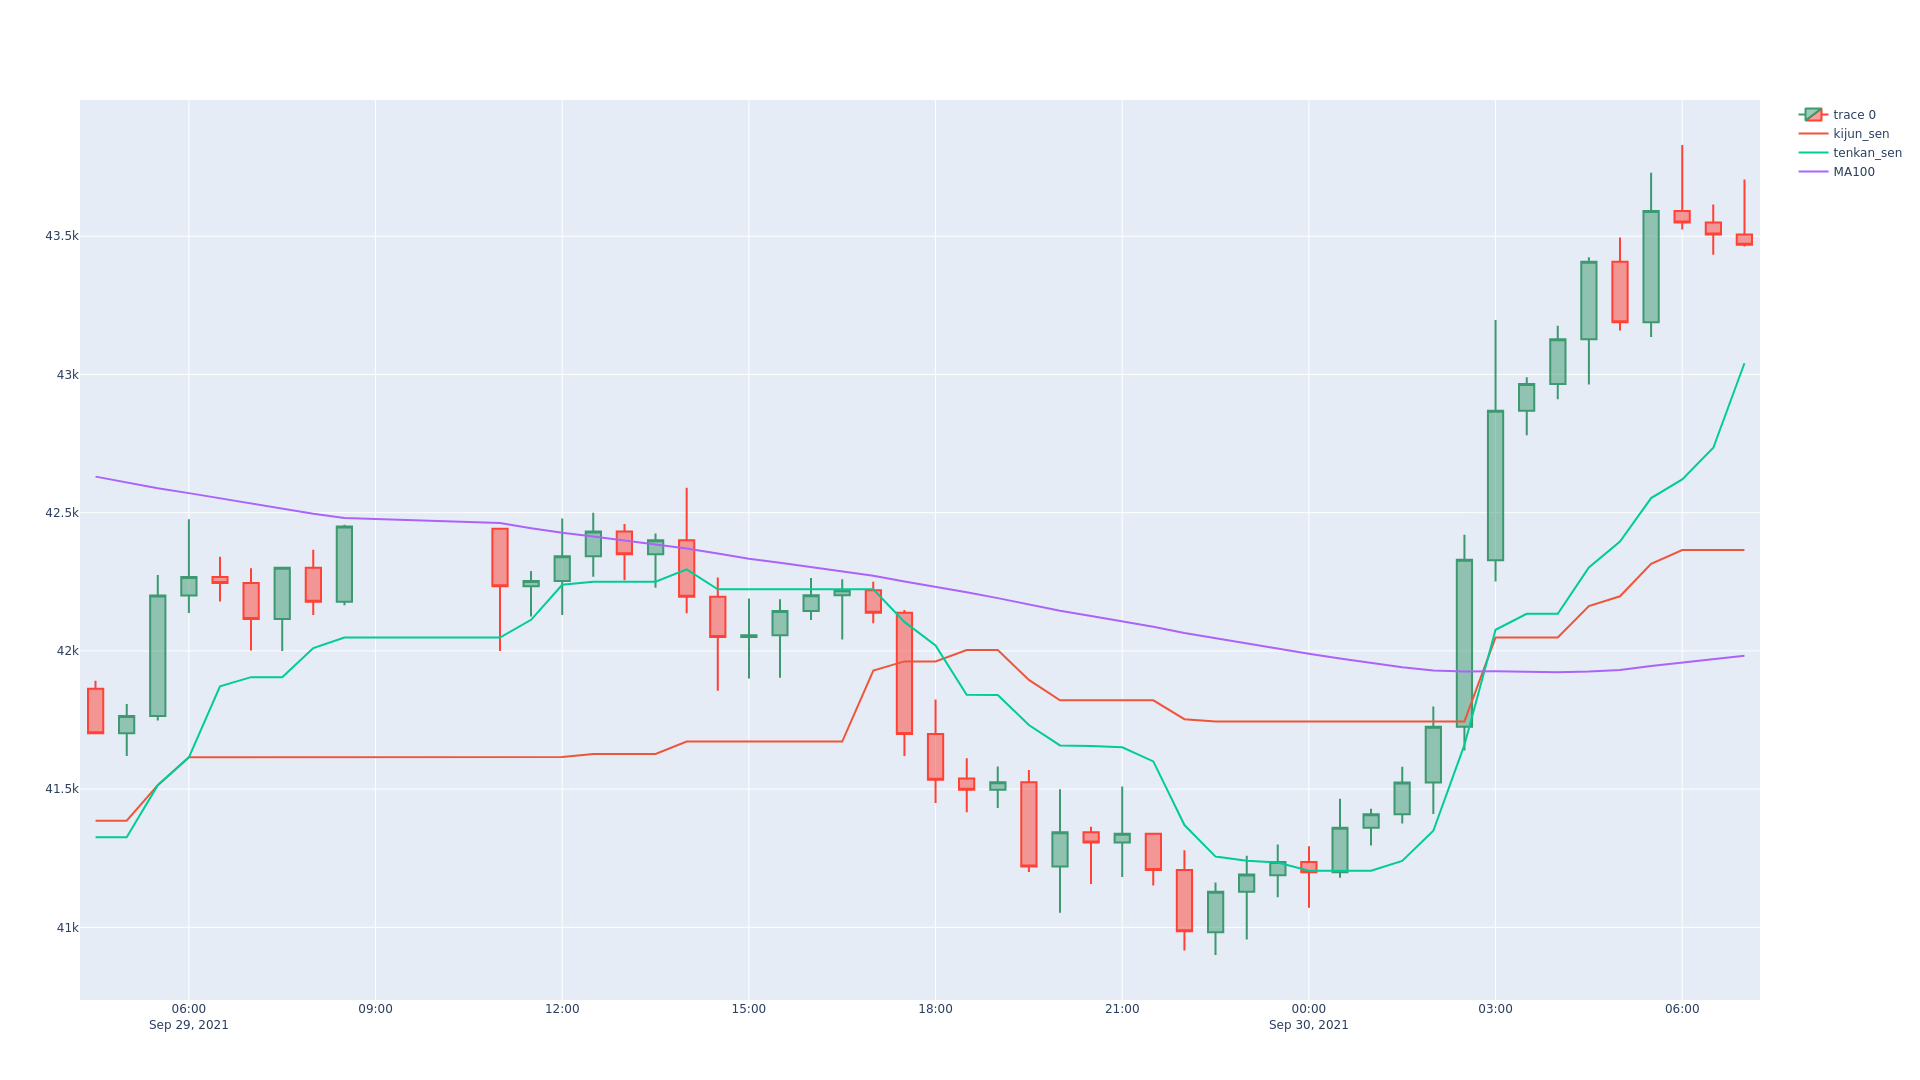 trace 0
kijun_sen
tenkan_sen
MA100
43.5k
43k
42.5k
42k
41.5k
41k
06:00 09:00 12:00 15:00 18:00 21:00 00:00 03:00 06:00
Sep 29, 2021 Sep 30, 2021